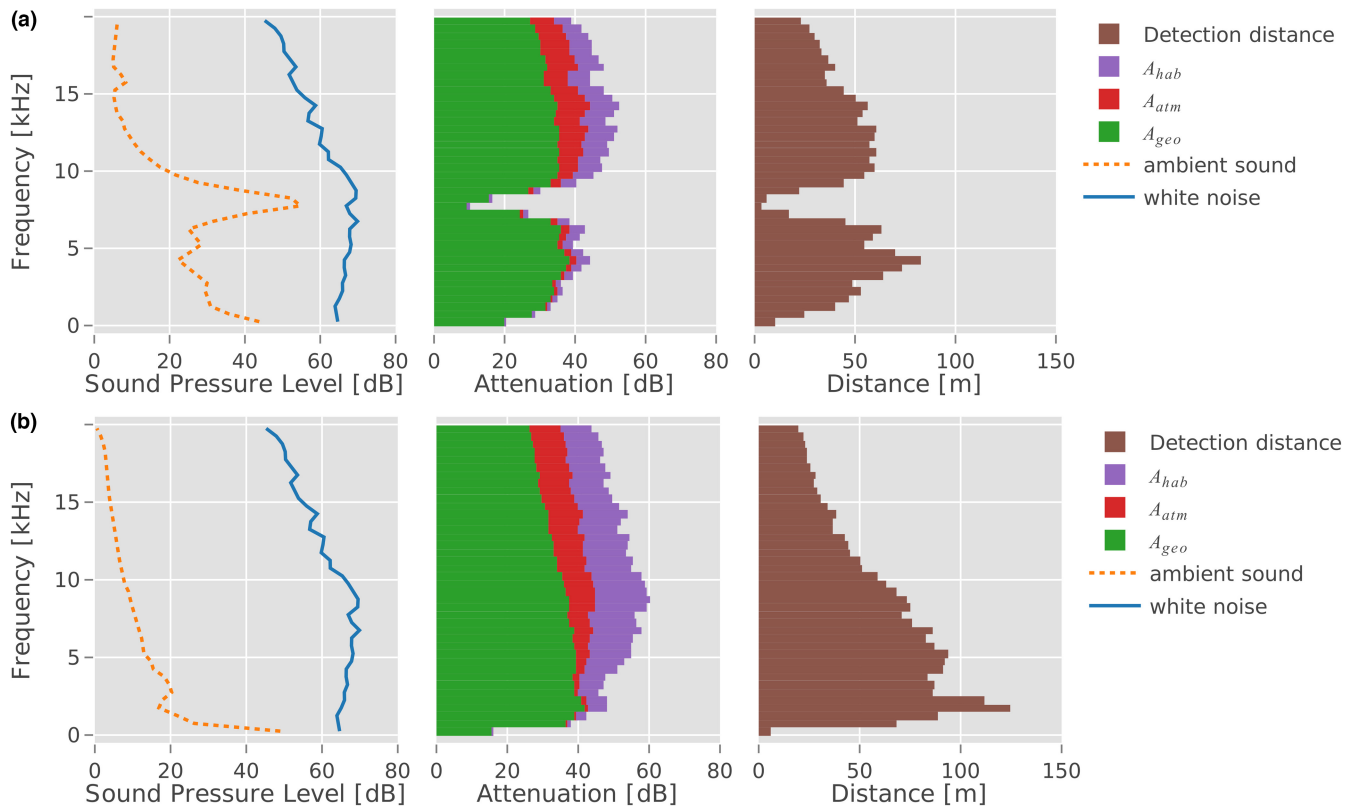 (a)
Frequency [kHz]
15
10
5
0
0 20 40 60 80
Sound Pressure Level [dB]
0 20 40 60 80
Attenuation [dB]
0 50 100 150
Distance [m]
Detection distance
A_hab
A_atm
A_geo
ambient sound
white noise
(b)
Frequency [kHz]
15
10
5
0
0 20 40 60 80
Sound Pressure Level [dB]
0 20 40 60 80
Attenuation [dB]
0 50 100 150
Distance [m]
Detection distance
A_hab
A_atm
A_geo
ambient sound
white noise